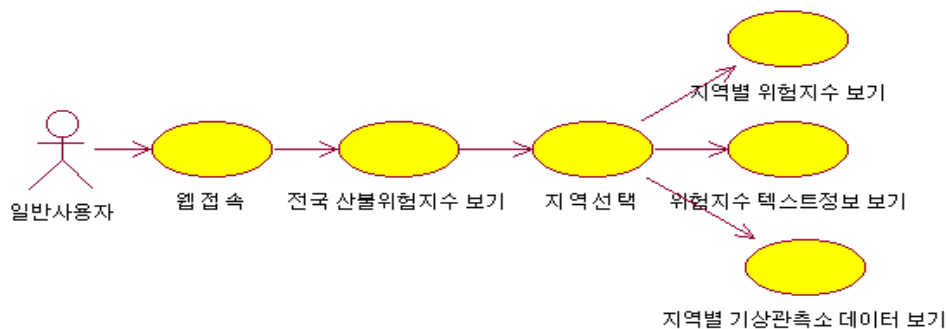 지역별 위험지수 보기
일반사용자
웹접속
전국 산불위험지수 보기
지역선택
위험지수 텍스트정보 보기
지역별 기상관측소 데이터 보기